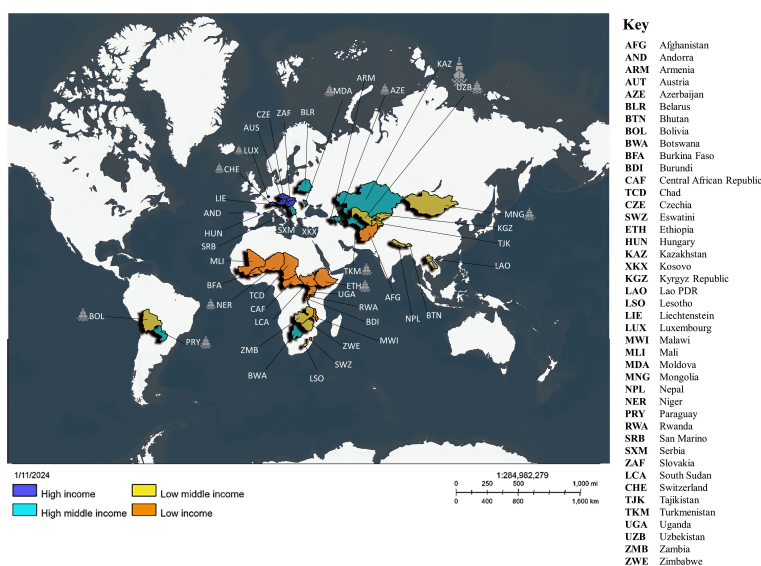 KAZ
ARM
MDA
AZE
UZB
CZE
ZAF
BLR
AUS
LUX
CHE
LIE
AND
HUN
SXM
XKX
SRB
MNG
KGZ
TJK
MLI
TKM
LAO
BFA
ETH
TCD
UGA
AFG
NER
CAF
RWA
NPL
BTN
BOL
LCA
BDI
PRY
ZMB
ZWE
MWI
SWZ
BWA
LSO
1/11/2024
High income
Low middle income
High middle income
Low income
1:284,982,279
0 250 500 1,000 mi
0 400 800 1,600 km
Key
AFG Afghanistan
AND Andorra
ARM Armenia
AUT Austria
AZE Azerbaijan
BLR Belarus
BTN Bhutan
BOL Bolivia
BWA Botswana
BFA Burkina Faso
BDI Burundi
CAF Central African Republic
TCD Chad
CZE Czechia
SWZ Eswatini
ETH Ethiopia
HUN Hungary
KAZ Kazakhstan
XKX Kosovo
KGZ Kyrgyz Republic
LAO Lao PDR
LSO Lesotho
LIE Liechtenstein
LUX Luxembourg
MWI Malawi
MLI Mali
MDA Moldova
MNG Mongolia
NPL Nepal
NER Niger
PRY Paraguay
RWA Rwanda
SRB San Marino
SXM Serbia
ZAF Slovakia
LCA South Sudan
CHE Switzerland
TJK Tajikistan
TKM Turkmenistan
UGA Uganda
UZB Uzbekistan
ZMB Zambia
ZWE Zimbabwe